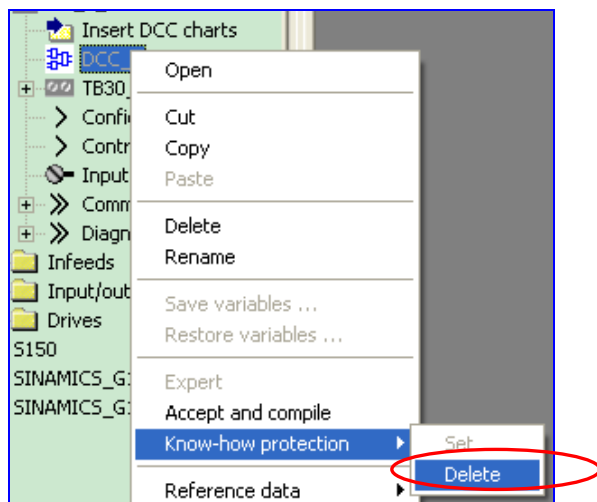 Insert DCC charts
DCC_
TB30_
Open
Confi
Cut
Contr
Copy
Input
Paste
Comm
Diagn
Delete
Infeeds
Rename
Input/out
Save variables ...
Drives
Restore variables ...
S150
SINAMICS_G
Expert
SINAMICS_G
Accept and compile
Know-how protection
Set
Delete
Reference data